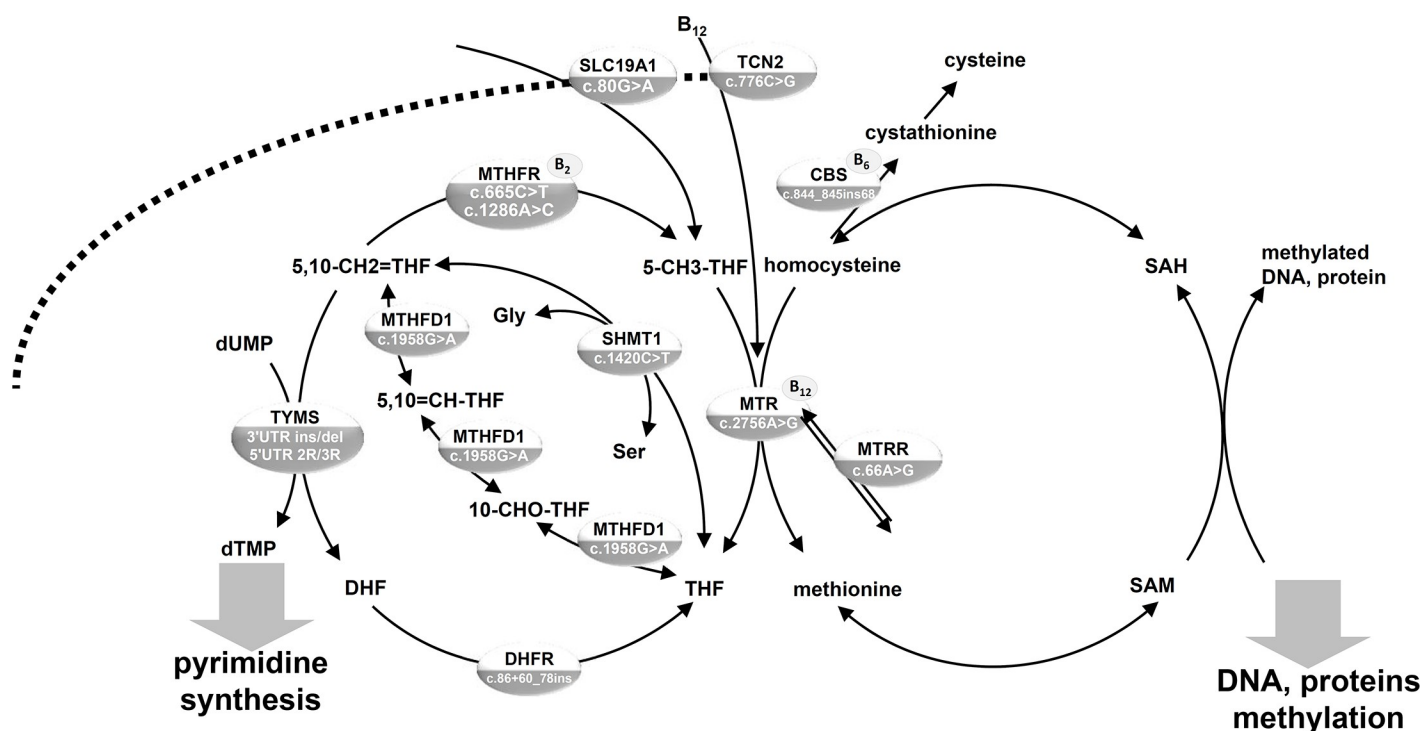 B12
SLC19A1
c.80G>A
TCN2
c.776C>G
cysteine
cystathionine
B6
CBS
c.844_845ins68
B2
MTHFR
c.665C>T
c.1286A>C
5,10-CH2=THF
5-CH3-THF
homocysteine
SAH
methylated
DNA, protein
MTHFD1
c.1958G>A
Gly
SHMT1
c.1420C>T
dUMP
5,10=CH-THF
B12
MTR
c.2756A>G
TYMS
3'UTR ins/del
5'UTR 2R/3R
MTHFD1
c.1958G>A
Ser
MTRR
c.66A>G
10-CHO-THF
MTHFD1
c.1958G>A
dTMP
DHF
THF
methionine
SAM
pyrimidine
synthesis
DHFR
c.86+60_78ins
DNA, proteins
methylation